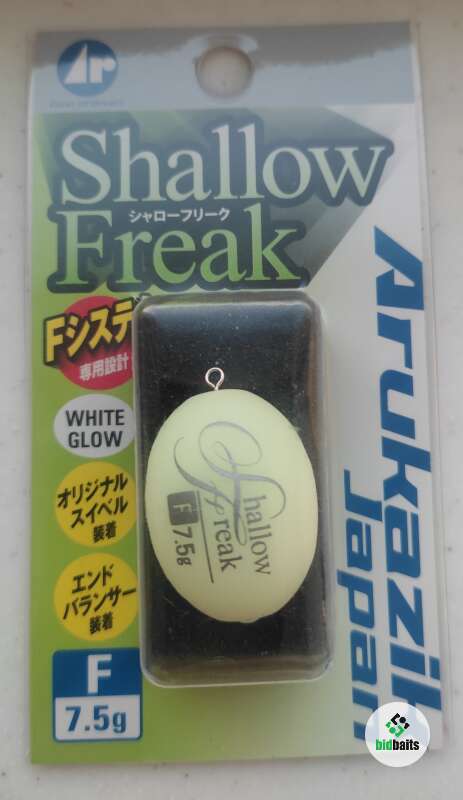 Ar
Shallow
シャローフリーク
Freak
Fシステ
専用設計
WHITE
GLOW
オリジナル
スイベル
装着
エンド
バランサー
装着
F
7.5g
Shallow
Freak
F 7.5g
Arukazik
Japan
bidbaits